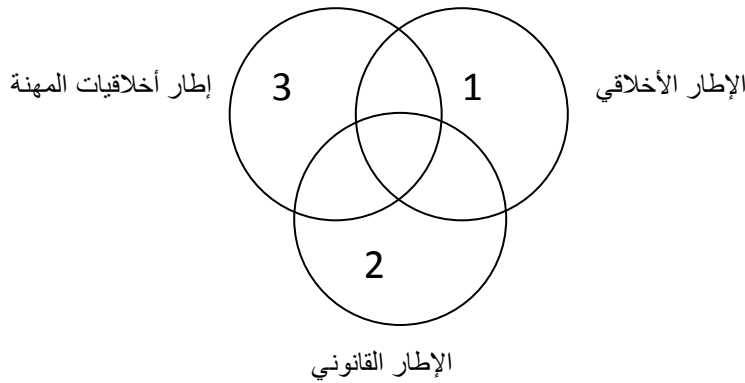 الإطار الأخلاقي
1
3
إطار أخلاقيات المهنة
2
الإطار القانوني